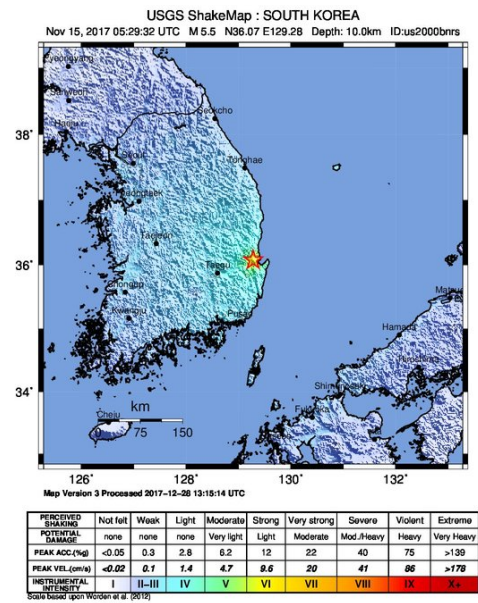 USGS ShakeMap : SOUTH KOREA
Nov 15, 2017 05:29:32 UTC M 5.5 N36.07 E129.28 Depth: 10.0km ID:us2000bnrs
38°
36°
34°
126°
128°
130°
132°
Sokcho
Tonghae
Seoul
Taegu
Kwangju
Pusan
Cheju
Hamada
km
0 75 150
Map Version 3 Processed 2017-12-28 13:15:14 UTC
PERCEIVED SHAKING Not felt Weak Light Moderate Strong Very strong Severe Violent Extreme
POTENTIAL DAMAGE none none none Very light Light Moderate Mod./Heavy Heavy Very Heavy
PEAK ACC.(%g) <0.05 0.3 2.8 6.2 12 22 40 75 >139
PEAK VEL.(cm/s) <0.02 0.1 1.4 4.7 9.6 20 41 86 >178
INSTRUMENTAL INTENSITY I II-III IV V VI VII VIII IX X+
Scale based upon Worden et al. (2012)